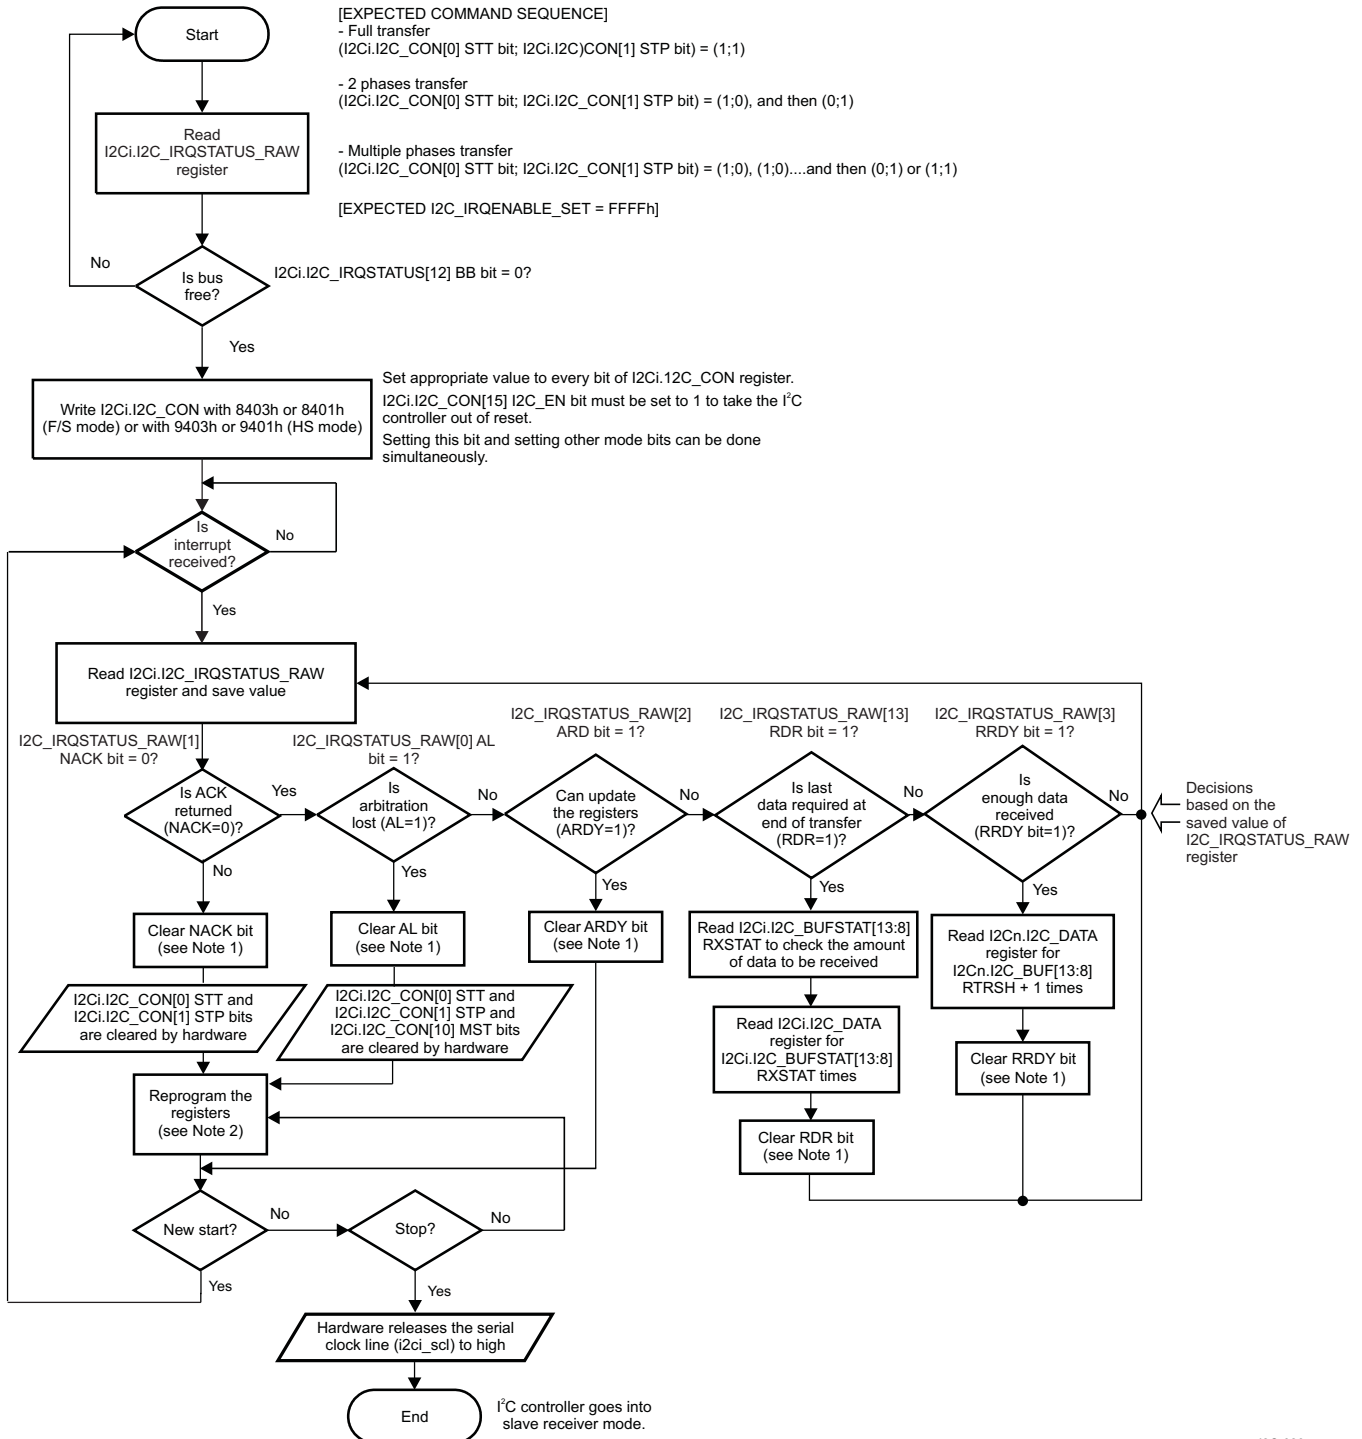 Start
[EXPECTED COMMAND SEQUENCE]
- Full transfer
(I2Ci.I2C_CON[0] STT bit; I2Ci.I2C)CON[1] STP bit) = (1;1)
- 2 phases transfer
(I2Ci.I2C_CON[0] STT bit; I2Ci.I2C_CON[1] STP bit) = (1;0), and then (0;1)
- Multiple phases transfer
(I2Ci.I2C_CON[0] STT bit; I2Ci.I2C_CON[1] STP bit) = (1;0), (1;0)....and then (0;1) or (1;1)
[EXPECTED I2C_IRQENABLE_SET = FFFFh]
Read
I2Ci.I2C_IRQSTATUS_RAW
register
No
Is bus
free?
I2Ci.I2C_IRQSTATUS[12] BB bit = 0?
Yes
Write I2Ci.I2C_CON with 8403h or 8401h
(F/S mode) or with 9403h or 9401h (HS mode)
Set appropriate value to every bit of I2Ci.12C_CON register.
I2Ci.I2C_CON[15] I2C_EN bit must be set to 1 to take the I²C
controller out of reset.
Setting this bit and setting other mode bits can be done
simultaneously.
Is
interrupt
received?
No
Yes
Read I2Ci.I2C_IRQSTATUS_RAW
register and save value
I2C_IRQSTATUS_RAW[1]
NACK bit = 0?
I2C_IRQSTATUS_RAW[0] AL
bit = 1?
I2C_IRQSTATUS_RAW[2]
ARD bit = 1?
I2C_IRQSTATUS_RAW[13]
RDR bit = 1?
I2C_IRQSTATUS_RAW[3]
RRDY bit = 1?
Is ACK
returned
(NACK=0)?
Yes
Is
arbitration
lost (AL=1)?
No
Can update
the registers
(ARDY=1)?
No
Is last
data required at
end of transfer
(RDR=1)?
No
Is
enough data
received
(RRDY bit=1)?
No
Decisions
based on the
saved value of
I2C_IRQSTATUS_RAW
register
No
Yes
Yes
Yes
Yes
Clear NACK bit
(see Note 1)
Clear AL bit
(see Note 1)
Clear ARDY bit
(see Note 1)
Read I2Ci.I2C_BUFSTAT[13:8]
RXSTAT to check the amount
of data to be received
Read I2Cn.I2C_DATA
register for
I2Cn.I2C_BUF[13:8]
RTRSH + 1 times
I2Ci.I2C_CON[0] STT and
I2Ci.I2C_CON[1] STP bits
are cleared by hardware
I2Ci.I2C_CON[0] STT and
I2Ci.I2C_CON[1] STP and
I2Ci.I2C_CON[10] MST bits
are cleared by hardware
Read I2Ci.I2C_DATA
register for
I2Ci.I2C_BUFSTAT[13:8]
RXSTAT times
Clear RRDY bit
(see Note 1)
Reprogram the
registers
(see Note 2)
Clear RDR bit
(see Note 1)
New start?
No
Stop?
No
Yes
Yes
Hardware releases the serial
clock line (i2ci_scl) to high
End
I²C controller goes into
slave receiver mode.